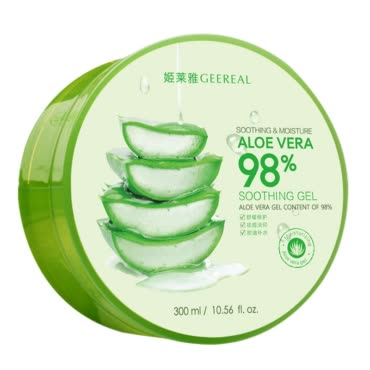 姬莱雅GEEREAL
SOOTHING & MOISTURE
ALOE VERA
98%
SOOTHING GEL
ALOE VERA GEL CONTENT OF 98%
300 ml / 10.56 fl. oz.